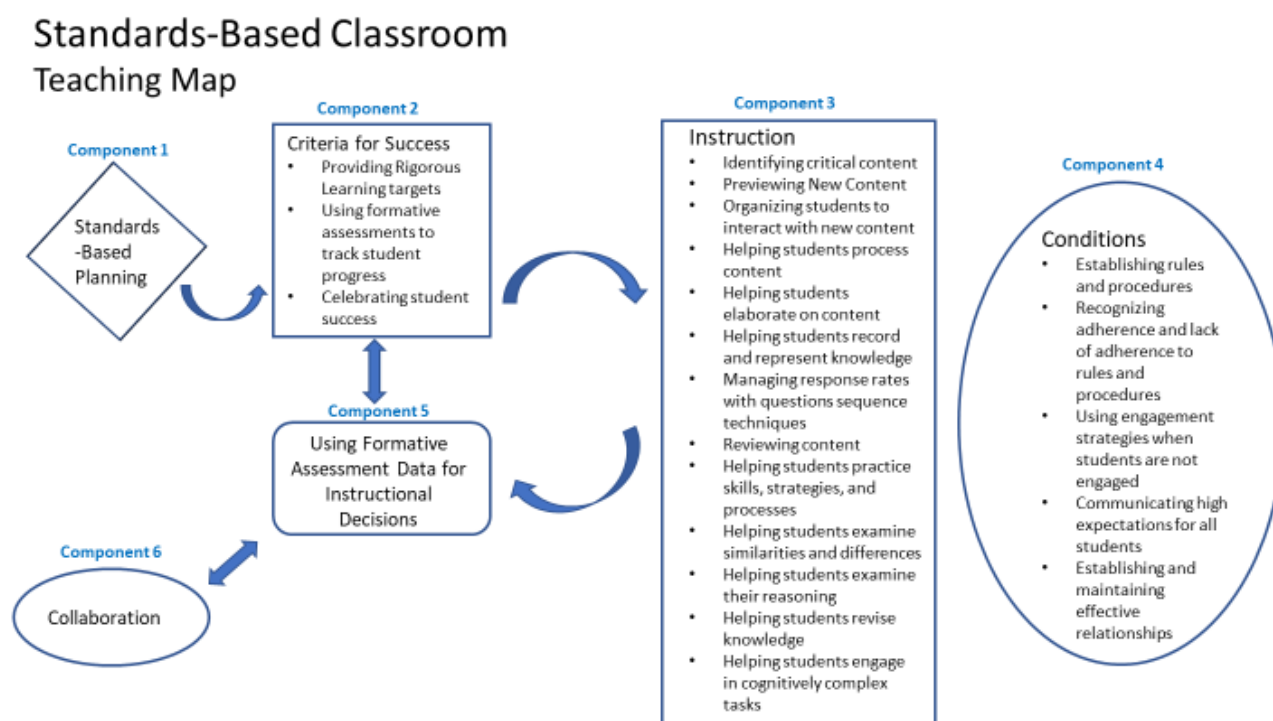 Standards-Based Classroom
Teaching Map
Component 1
Standards
-Based
Planning
Component 2
Criteria for Success
• Providing Rigorous
Learning targets
• Using formative
assessments to
track student
progress
• Celebrating student
success
Component 3
Instruction
• Identifying critical content
• Previewing New Content
• Organizing students to
interact with new content
• Helping students process
content
• Helping students
elaborate on content
• Helping students record
and represent knowledge
• Managing response rates
with questions sequence
techniques
• Reviewing content
• Helping students practice
skills, strategies, and
processes
• Helping students examine
similarities and differences
• Helping students examine
their reasoning
• Helping students revise
knowledge
• Helping students engage
in cognitively complex
tasks
Component 4
Conditions
• Establishing rules
and procedures
• Recognizing
adherence and lack
of adherence to
rules and
procedures
• Using engagement
strategies when
students are not
engaged
• Communicating high
expectations for all
students
• Establishing and
maintaining
effective
relationships
Component 5
Using Formative
Assessment Data for
Instructional
Decisions
Component 6
Collaboration